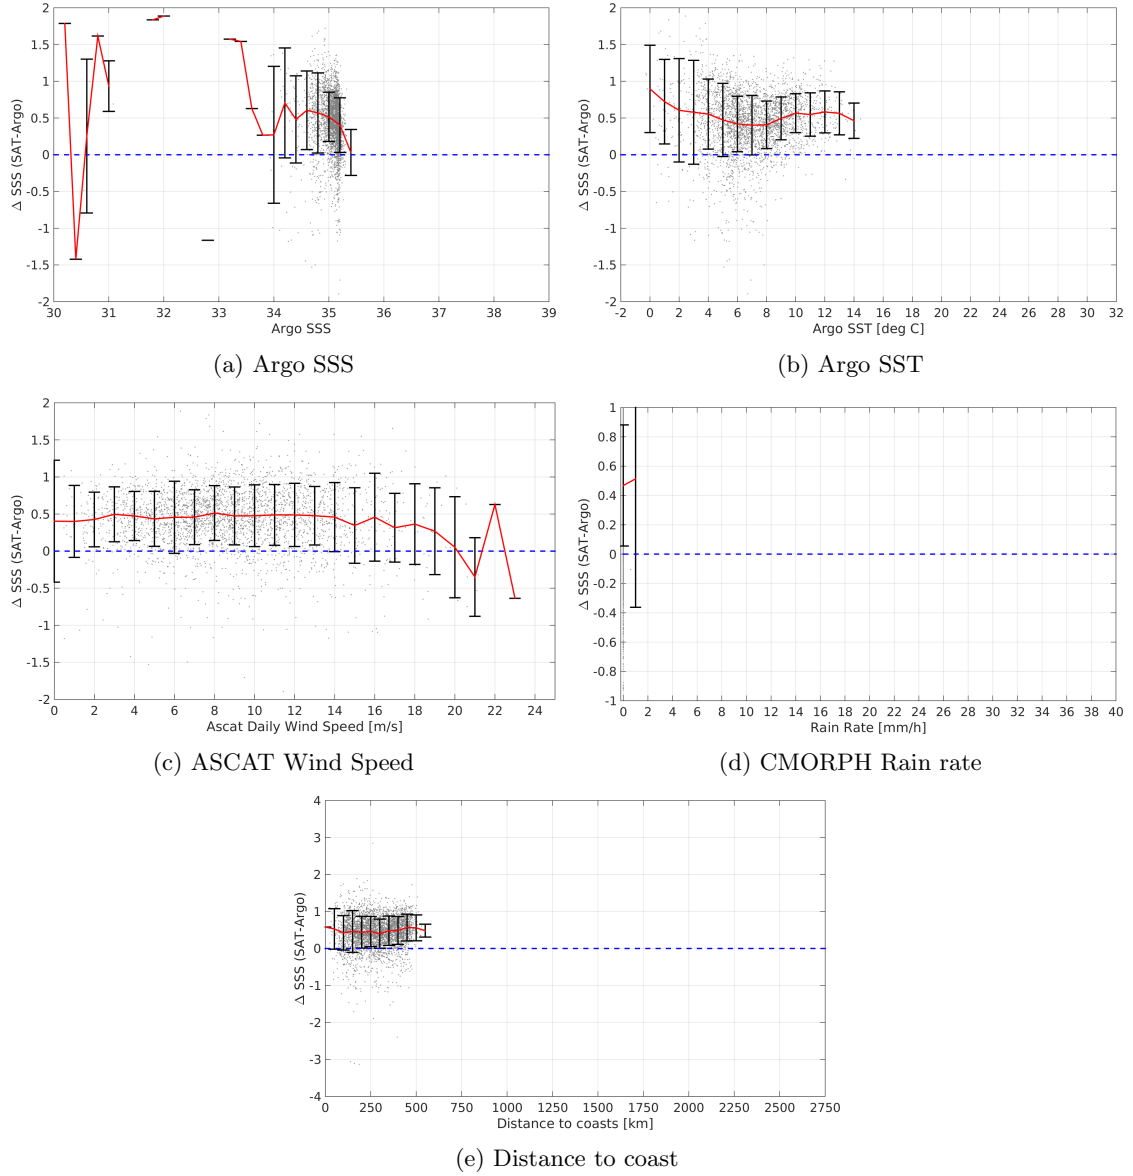 2
1.5
1
0.5
0
-0.5
-1
-1.5
-2
Δ SSS (SAT-Argo)
30 31 32 33 34 35 36 37 38 39
Argo SSS
(a) Argo SSS
2
1.5
1
0.5
0
-0.5
-1
-1.5
-2
Δ SSS (SAT-Argo)
-2 0 2 4 6 8 10 12 14 16 18 20 22 24 26 28 30 32
Argo SST [deg C]
(b) Argo SST
2
1.5
1
0.5
0
-0.5
-1
-1.5
-2
Δ SSS (SAT-Argo)
0 2 4 6 8 10 12 14 16 18 20 22 24
Ascat Daily Wind Speed [m/s]
(c) ASCAT Wind Speed
1
0.8
0.6
0.4
0.2
0
-0.2
-0.4
-0.6
-0.8
-1
Δ SSS (SAT-Argo)
0 2 4 6 8 10 12 14 16 18 20 22 24 26 28 30 32 34 36 38 40
Rain Rate [mm/h]
(d) CMORPH Rain rate
4
3
2
1
0
-1
-2
-3
-4
Δ SSS (SAT-Argo)
0 250 500 750 1000 1250 1500 1750 2000 2250 2500 2750
Distance to coasts [km]
(e) Distance to coast